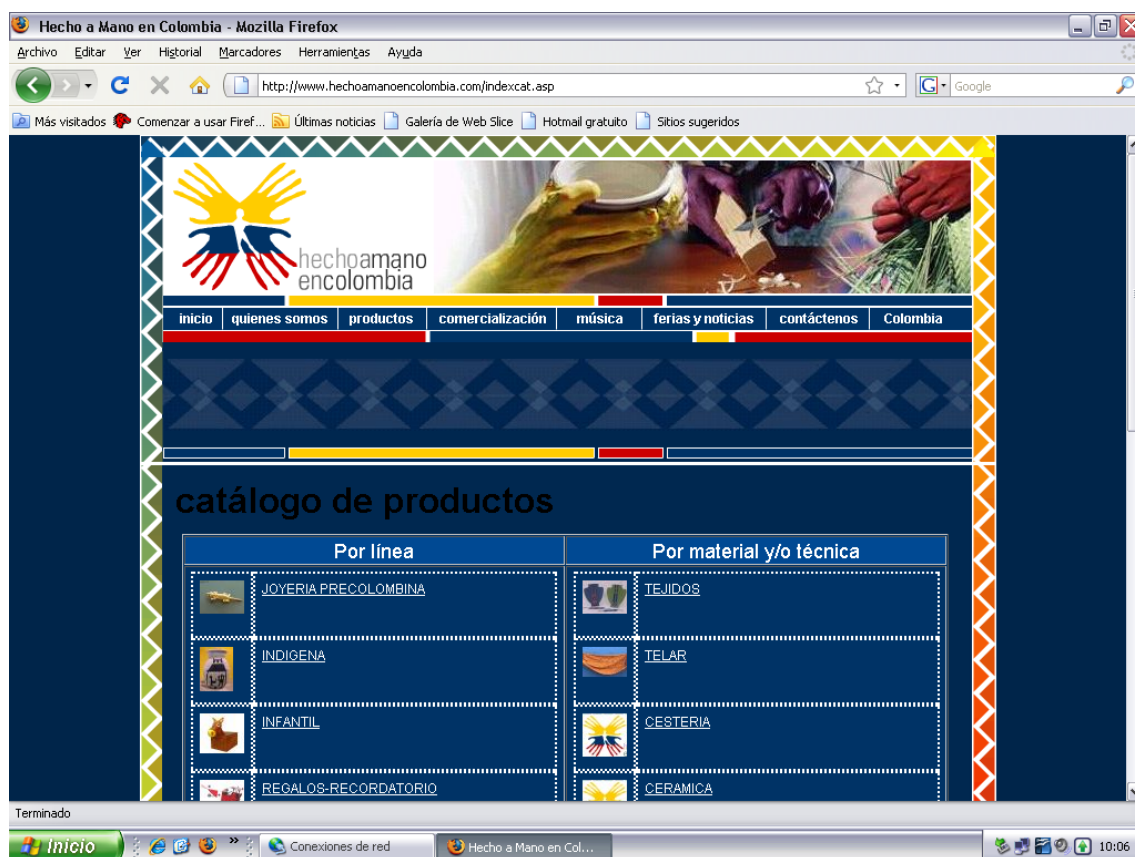 Hecho a Mano en Colombia - Mozilla Firefox
Archivo Editar Ver Historial Marcadores Herramientas Ayuda
http://www.hechoamanoencolombia.com/indexcat.asp
G Google
Más visitados Comenzar a usar Firef... Últimas noticias Galería de Web Slice Hotmail gratuito Sitios sugeridos
hechoamano
encolombia
inicio quienes somos productos comercialización música ferias y noticias contáctenos Colombia
catálogo de productos
Por línea Por material y/o técnica
JOYERIA PRECOLOMBINA TEJIDOS
INDIGENA TELAR
INFANTIL CESTERIA
REGALOS-RECORDATORIO CERAMICA
Terminado
Inicio » Conexiones de red Hecho a Mano en Col... 10:06